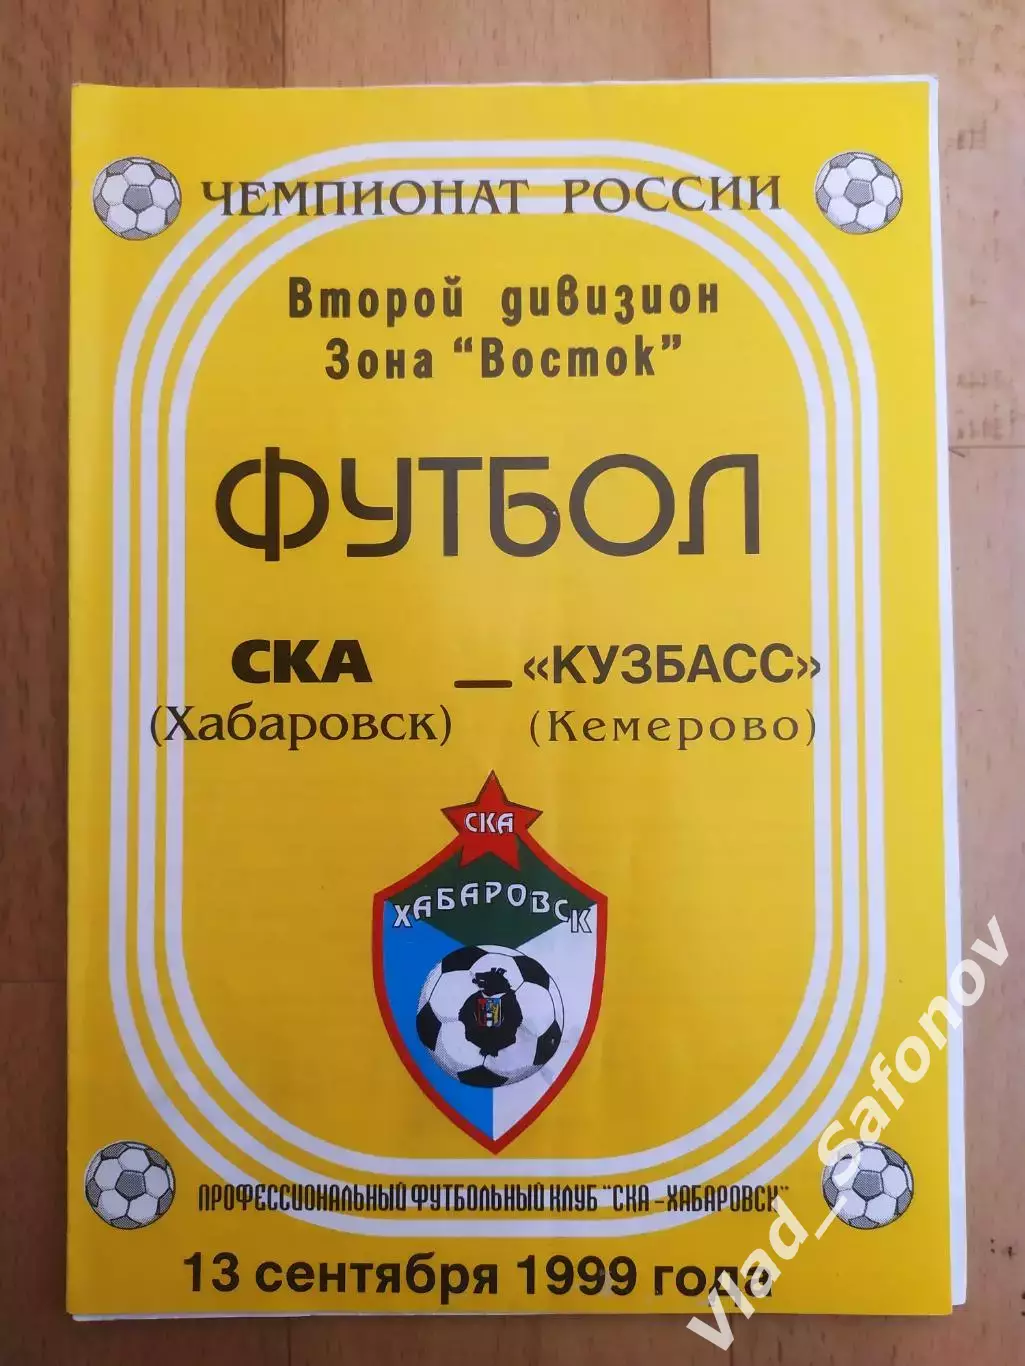 ЧЕМПИОНАТ РОССИИ
Второй дивизион
Зона "Восток"
ФУТБОЛ
СКА — «КУЗБАСС»
(Хабаровск) (Кемерово)
СКА
ХАБАРОВСК
ПРОФЕССИОНАЛЬНЫЙ ФУТБОЛЬНЫЙ КЛУБ "СКА-ХАБАРОВСК"
13 сентября 1999 года
Vlad_Safonov